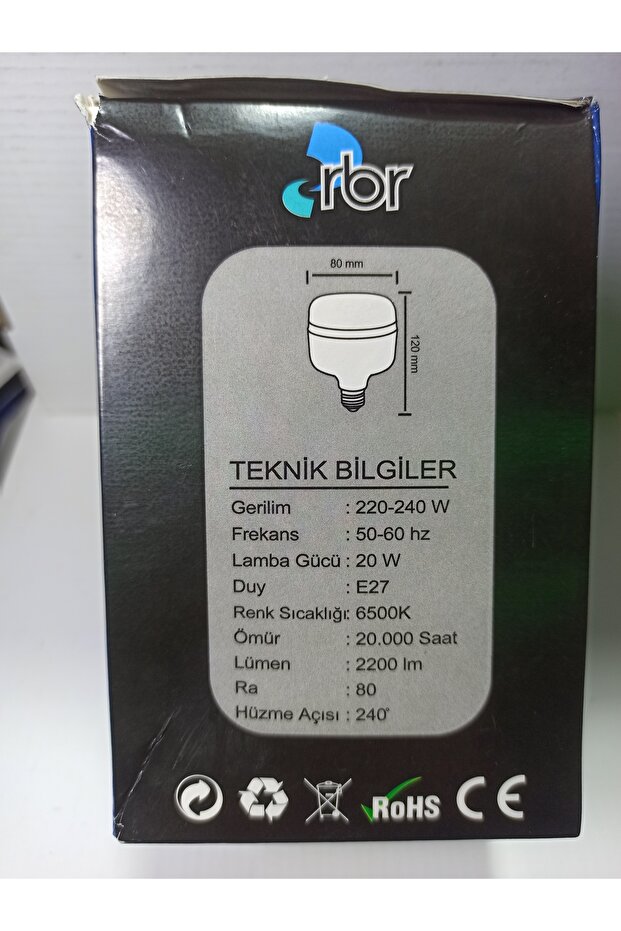 rbr
80 mm
120 mm
TEKNİK BİLGİLER
Gerilim : 220-240 W
Frekans : 50-60 hz
Lamba Gücü : 20 W
Duy : E27
Renk Sıcaklığı: 6500K
Ömür : 20.000 Saat
Lümen : 2200 lm
Ra : 80
Hüzme Açısı : 240°
RoHS CE